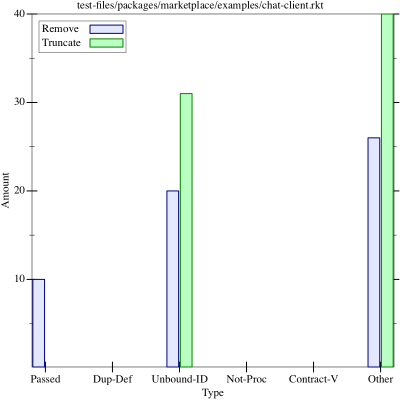 test-files/packages/marketplace/examples/chat-client.rkt
40
Remove
Truncate
30
20
10
Amount
Passed Dup-Def Unbound-ID Not-Proc Contract-V Other
Type